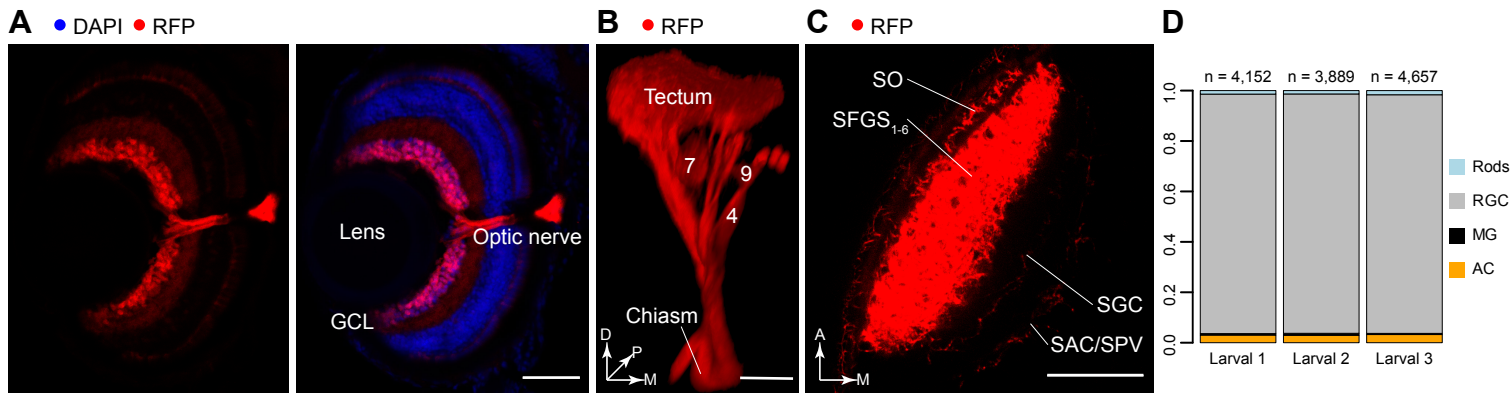 A
DAPI RFP
Lens
Optic nerve
GCL
B
RFP
Tectum
7
9
4
Chiasm
D
P
M
C
RFP
SO
SFGS1-6
SGC
SAC/SPV
A
M
D
n = 4,152 n = 3,889 n = 4,657
1.0
0.8
0.6
0.4
0.2
0.0
Larval 1 Larval 2 Larval 3
Rods
RGC
MG
AC